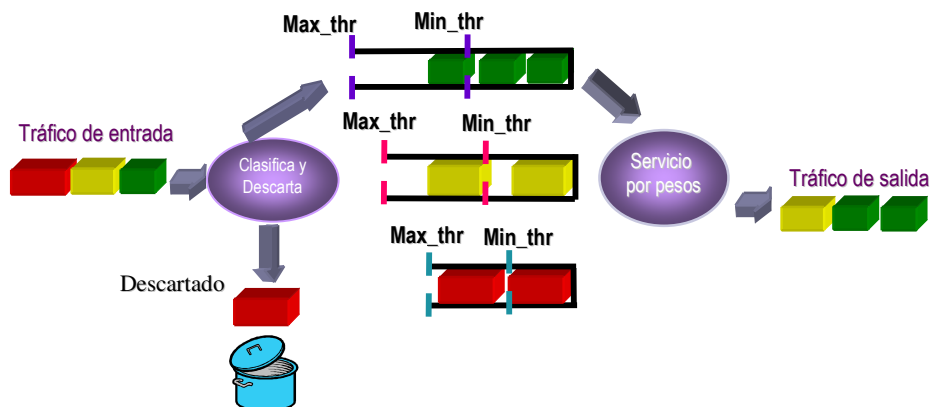 Max_thr
Min_thr
Tráfico de entrada
Clasifica y
Descarta
Max_thr
Min_thr
Servicio
por pesos
Tráfico de salida
Max_thr
Min_thr
Descartado